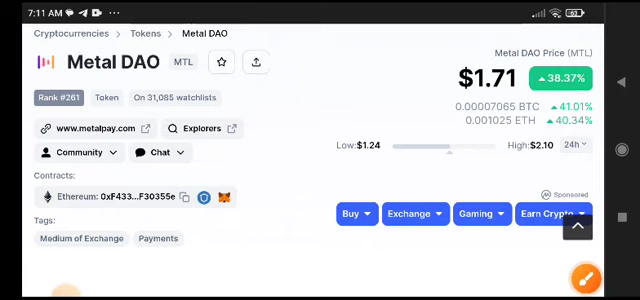 7:11 AM
63
Cryptocurrencies > Tokens > Metal DAO
Metal DAO MTL
Rank #261 Token On 31,085 watchlists
www.metalpay.com Explorers
Community Chat
Contracts:
Ethereum: 0xF433...F30355e
Tags:
Medium of Exchange Payments
Metal DAO Price (MTL)
$1.71 38.37%
0.00007065 BTC 41.01%
0.001025 ETH 40.34%
Low: $1.24 High: $2.10 24h
Sponsored
Buy Exchange Gaming Earn Crypto